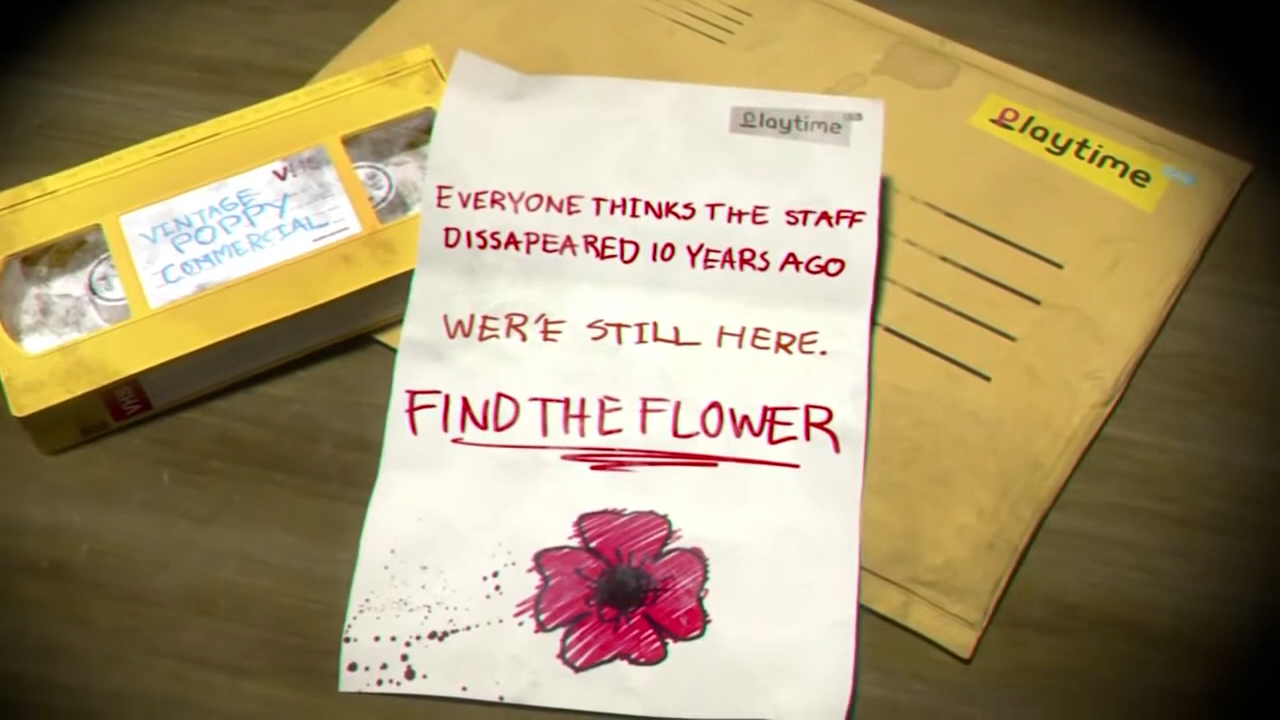 VINTAGE
POPPY
COMMERCIAL
VHS
Playtime
EVERYONE THINKS THE STAFF
DISSAPEARED 10 YEARS AGO
WER'E STILL HERE.
FIND THE FLOWER
Playtime